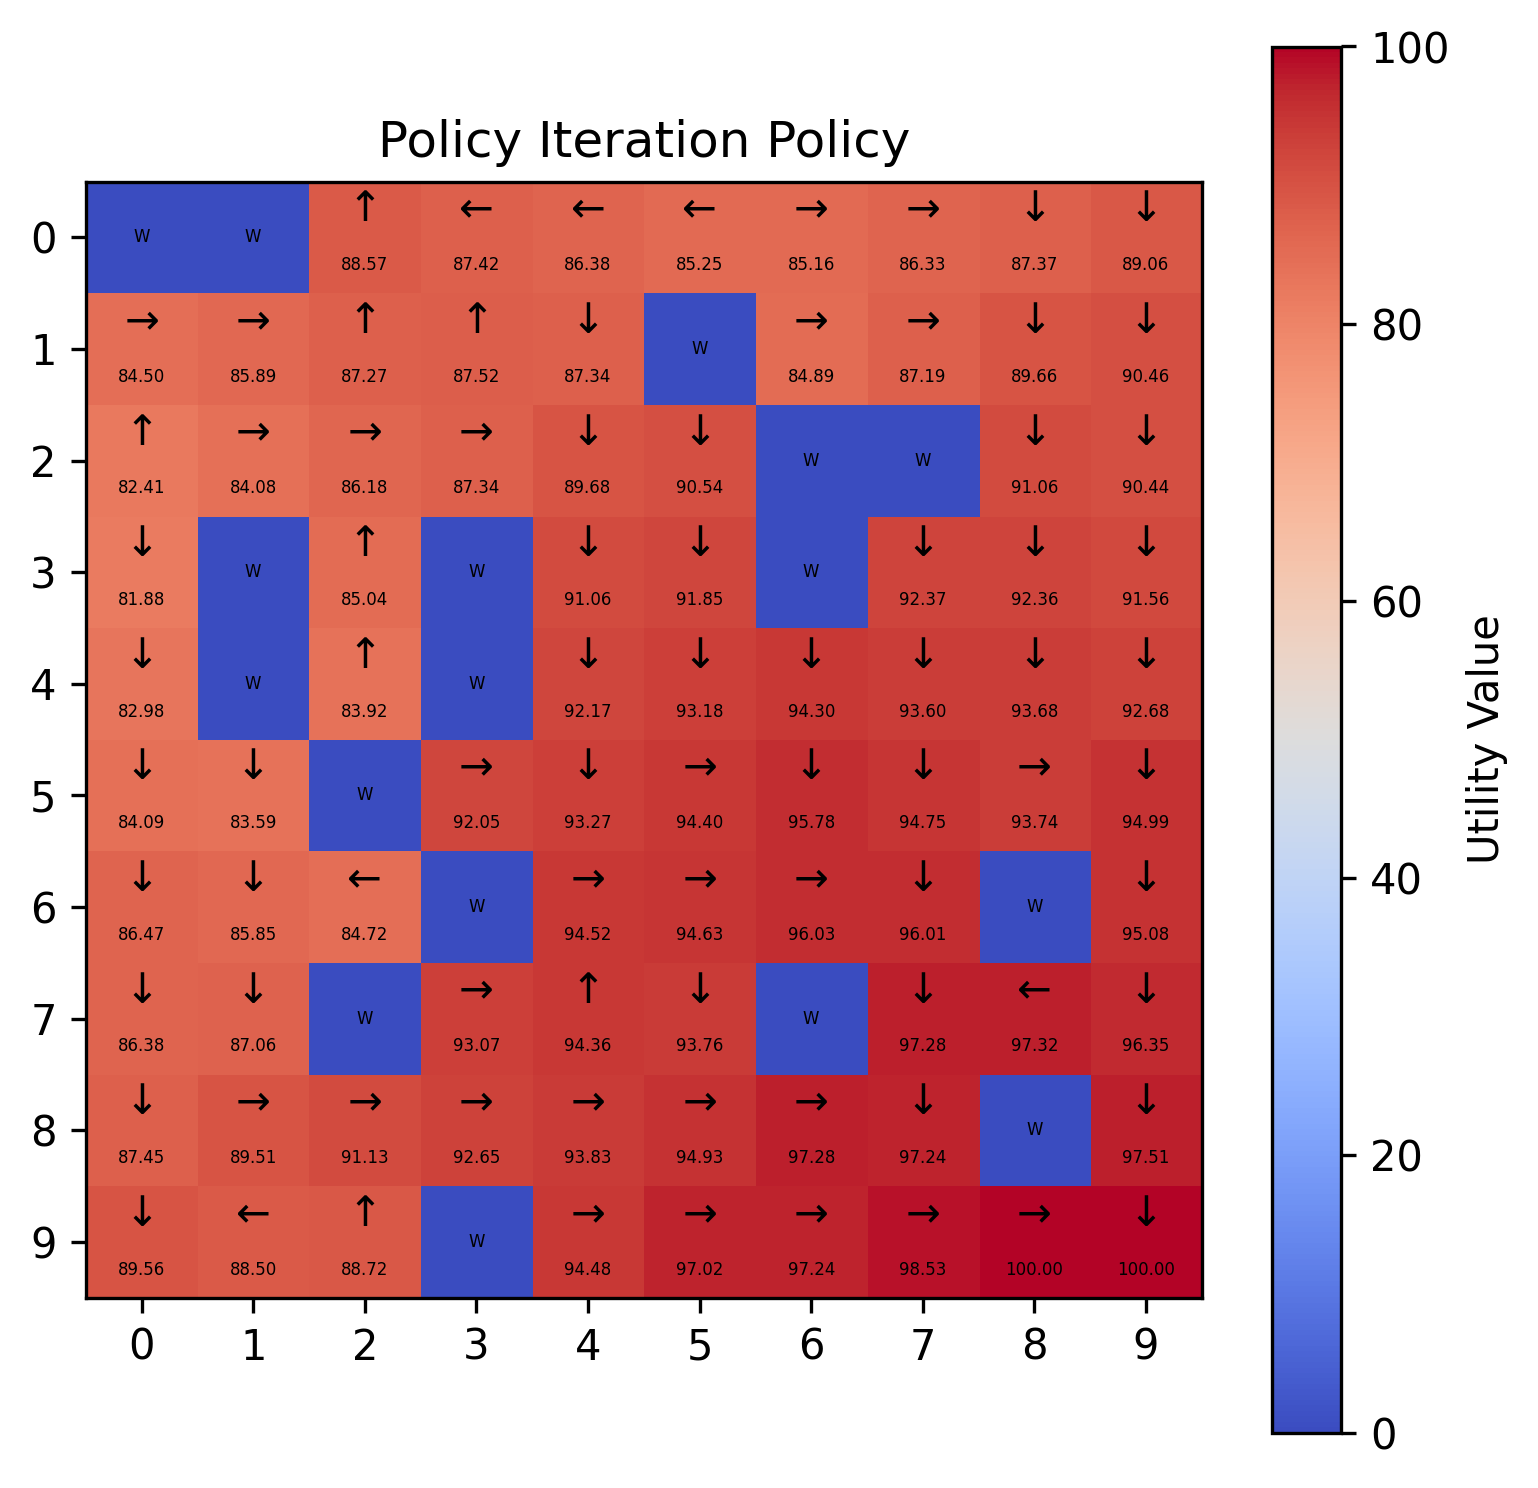 Policy Iteration Policy
0 W W ↑ ← ← ← → → ↓ ↓
88.57 87.42 86.38 85.25 85.16 86.33 87.37 89.06
1 → → ↑ ↑ ↓ W → → ↓ ↓
84.50 85.89 87.27 87.52 87.34 84.89 87.19 89.66 90.46
2 ↑ → → → ↓ ↓ W W ↓ ↓
82.41 84.08 86.18 87.34 89.68 90.54 91.06 90.44
3 ↓ W ↑ W ↓ ↓ W ↓ ↓ ↓
81.88 85.04 91.06 91.85 92.37 92.36 91.56
4 ↓ W ↑ W ↓ ↓ ↓ ↓ ↓ ↓
82.98 83.92 92.17 93.18 94.30 93.60 93.68 92.68
5 ↓ ↓ W → ↓ → ↓ ↓ → ↓
84.09 83.59 92.05 93.27 94.40 95.78 94.75 93.74 94.99
6 ↓ ↓ ← W → → → ↓ W ↓
86.47 85.85 84.72 94.52 94.63 96.03 96.01 95.08
7 ↓ ↓ W → ↑ ↓ W ↓ ← ↓
86.38 87.06 93.07 94.36 93.76 97.28 97.32 96.35
8 ↓ → → → → → → ↓ W ↓
87.45 89.51 91.13 92.65 93.83 94.93 97.28 97.24 97.51
9 ↓ ← ↑ W → → → → → ↓
89.56 88.50 88.72 94.48 97.02 97.24 98.53 100.00 100.00
0 1 2 3 4 5 6 7 8 9
100
80
60
40
20
0
Utility Value